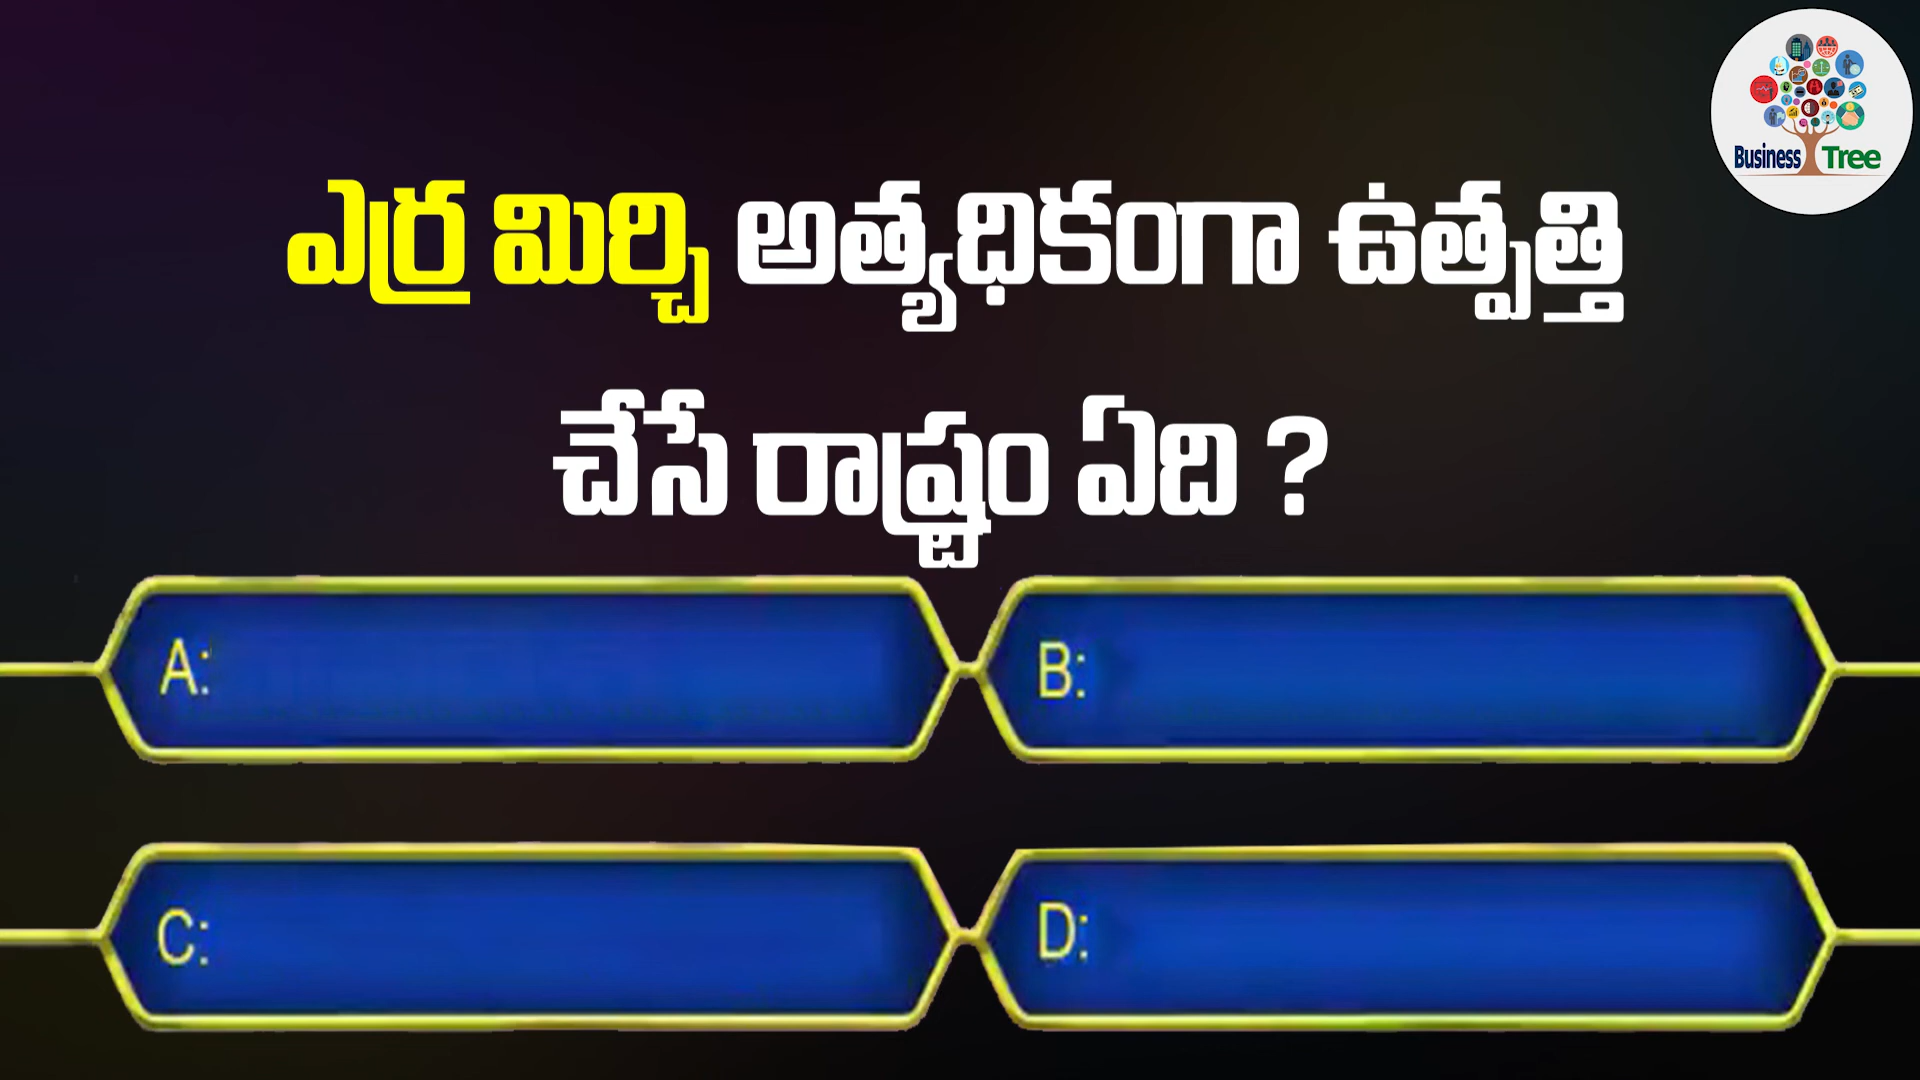 Business Tree
ఎర్ర మిర్చి అత్యధికంగా ఉత్పత్తి
చేసే రాష్ట్రం ఏది ?
A:
B:
C:
D: